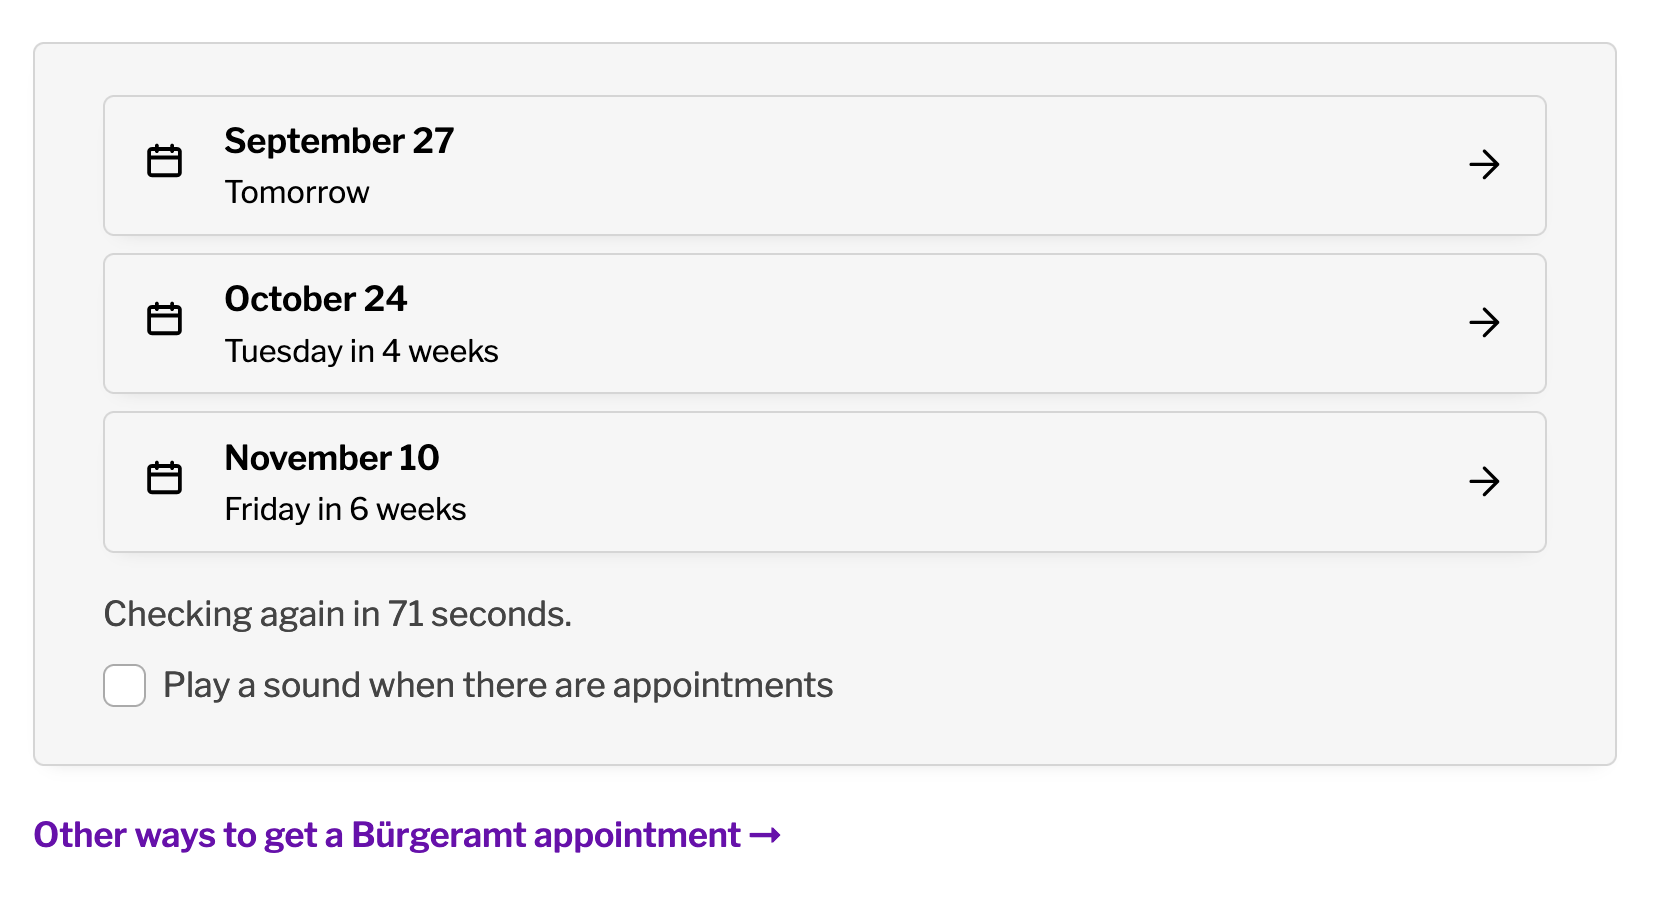 September 27
Tomorrow
October 24
Tuesday in 4 weeks
November 10
Friday in 6 weeks
Checking again in 71 seconds.
Play a sound when there are appointments
Other ways to get a Bürgeramt appointment →